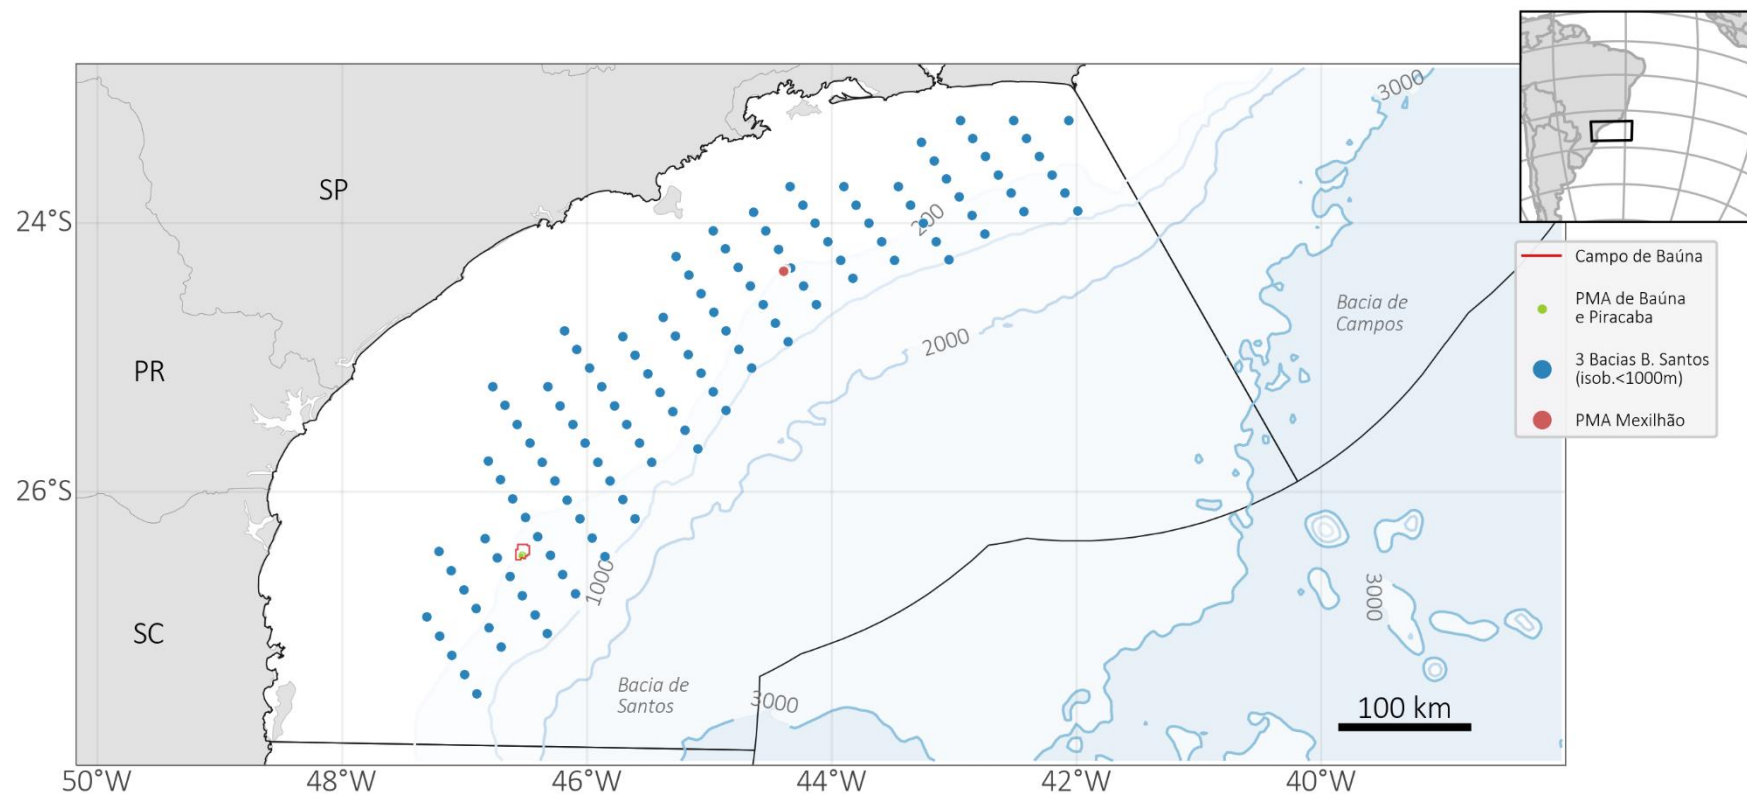 3000
SP
200
24°S
Campo de Baúna
PMA de Baúna
e Piracaba
Bacia de
Campos
2000
3 Bacias B. Santos
(isob.<1000m)
PR
PMA Mexilhão
26°S
1000
3000
SC
Bacia de
Santos
3000
100 km
50°W
48°W
46°W
44°W
42°W
40°W